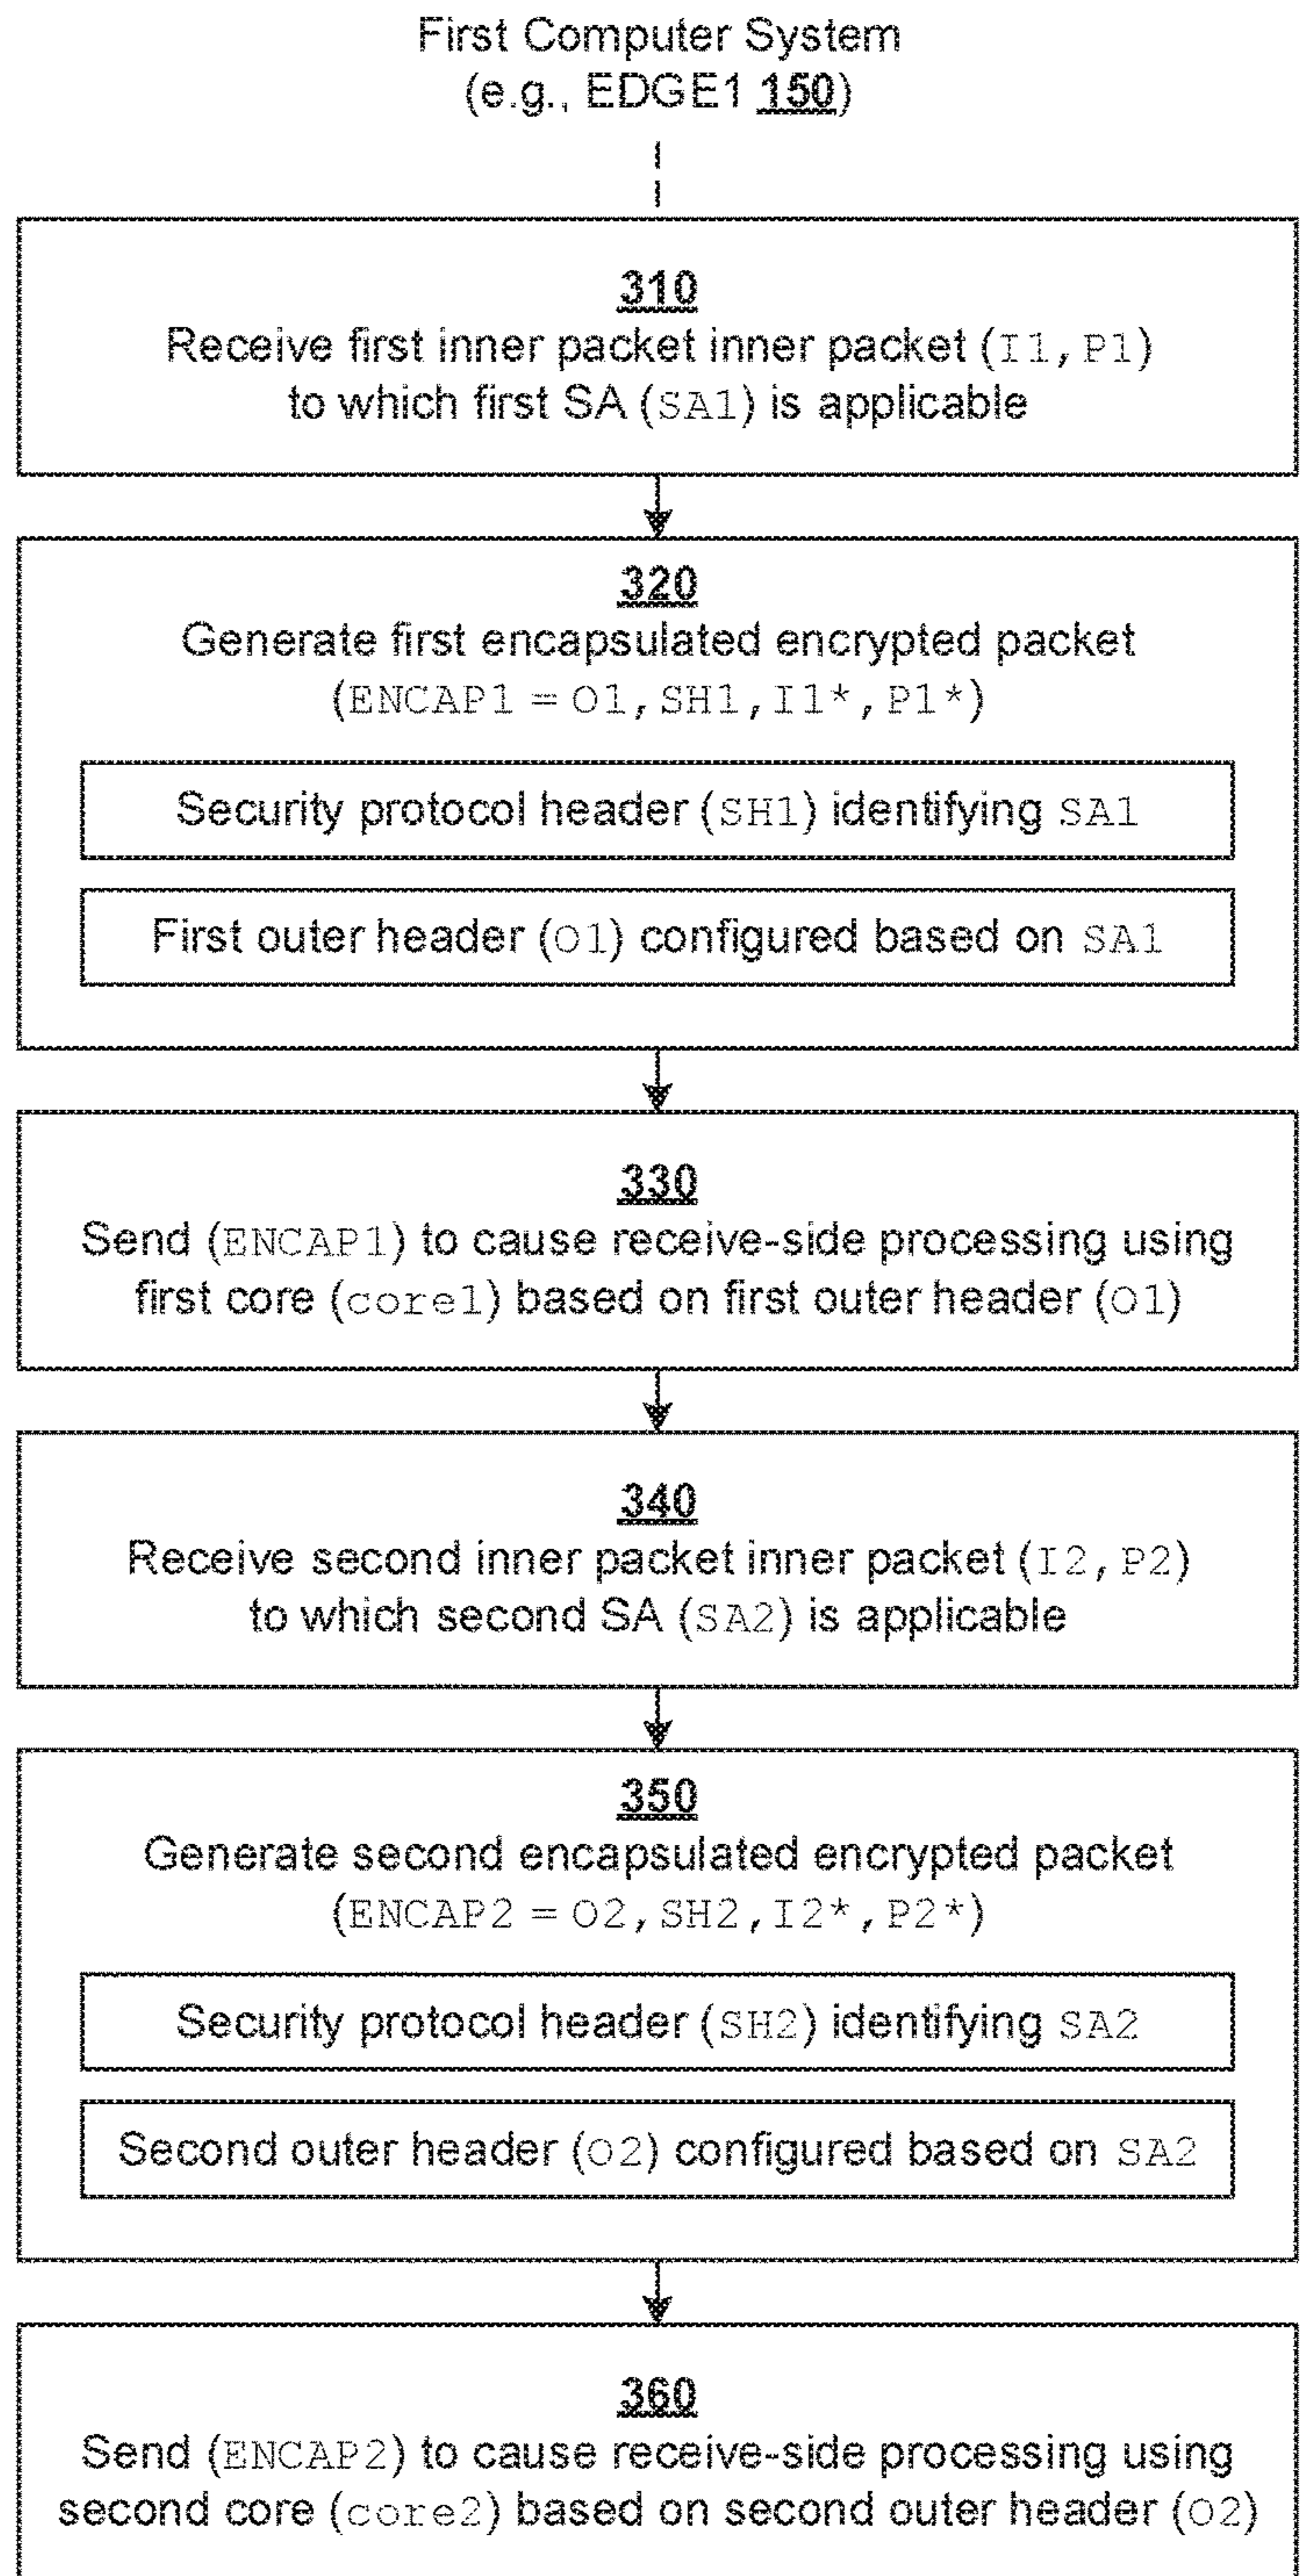 First Computer System
(e.g., EDGE1 150)
310
Receive first inner packet inner packet (I1, P1)
to which first SA (SA1) is applicable
320
Generate first encapsulated encrypted packet
(ENCAP1 = O1, SH1, I1*, P1*)
Security protocol header (SH1) identifying SA1
First outer header (O1) configured based on SA1
330
Send (ENCAP1) to cause receive-side processing using
first core (core1) based on first outer header (O1)
340
Receive second inner packet inner packet (I2, P2)
to which second SA (SA2) is applicable
350
Generate second encapsulated encrypted packet
(ENCAP2 = O2, SH2, I2*, P2*)
Security protocol header (SH2) identifying SA2
Second outer header (O2) configured based on SA2
360
Send (ENCAP2) to cause receive-side processing using
second core (core2) based on second outer header (O2)